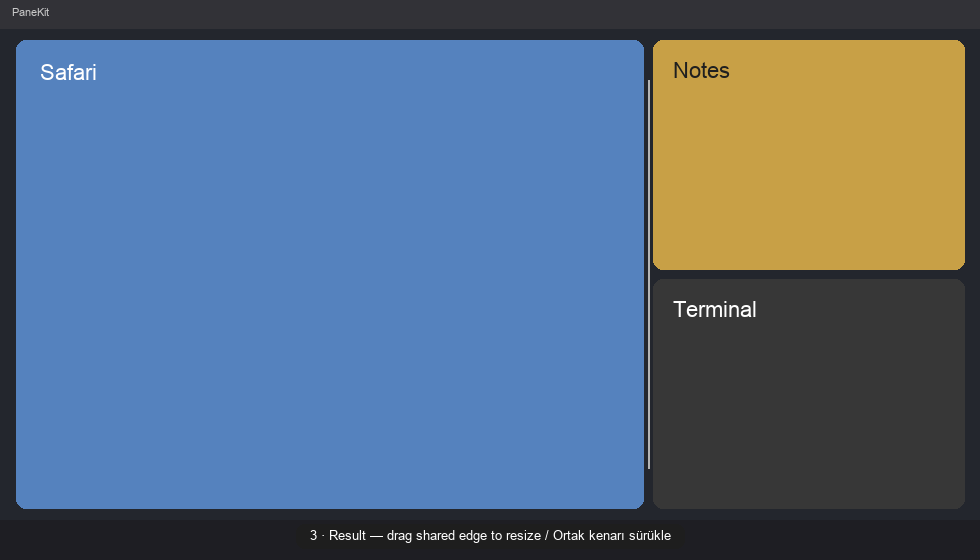 PaneKit
Safari
Notes
Terminal
3 · Result — drag shared edge to resize / Ortak kenarı sürükle